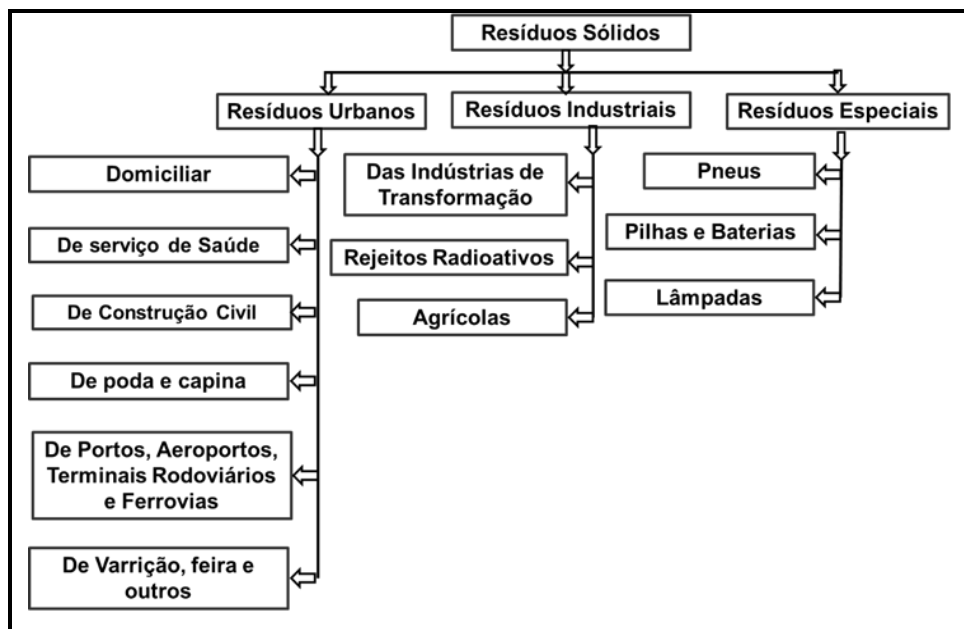 Resíduos Sólidos
Resíduos Urbanos
Resíduos Industriais
Resíduos Especiais
Domiciliar
De serviço de Saúde
De Construção Civil
De poda e capina
De Portos, Aeroportos,
Terminais Rodoviários
e Ferrovias
De Varrição, feira e
outros
Das Indústrias de
Transformação
Rejeitos Radioativos
Agrícolas
Pneus
Pilhas e Baterias
Lâmpadas